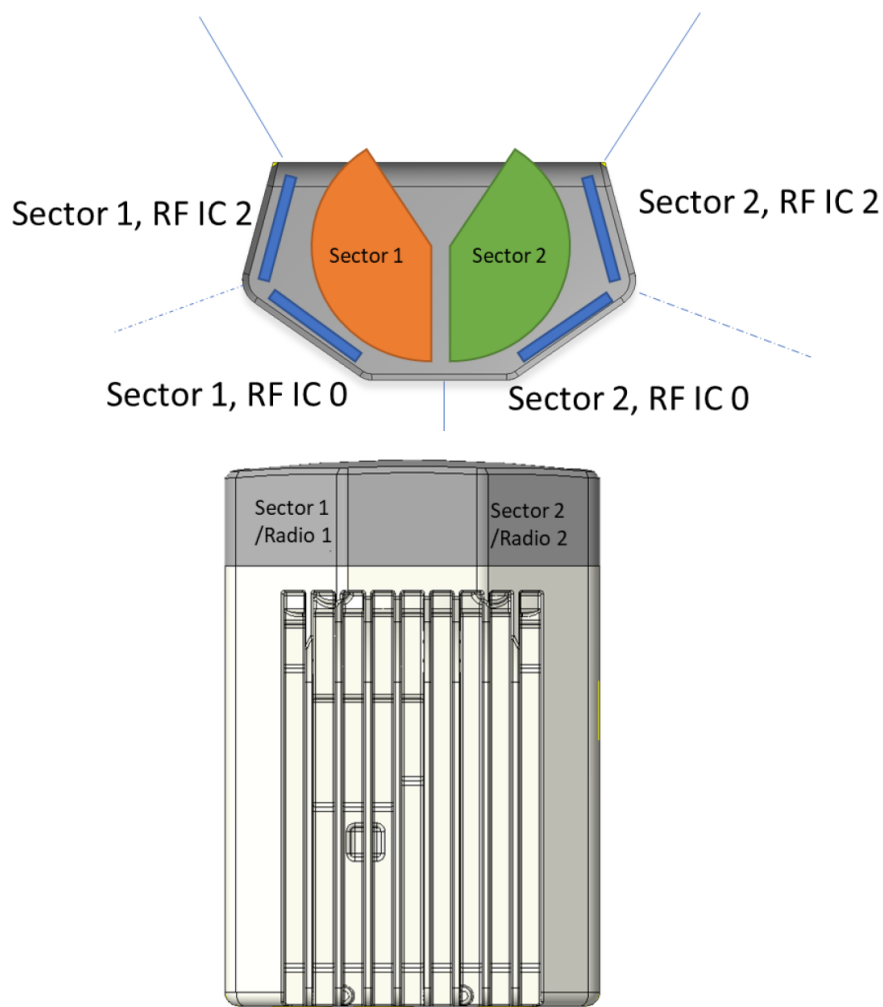 Sector 1, RF IC 2
Sector 2, RF IC 2
Sector 1
Sector 2
Sector 1, RF IC 0
Sector 2, RF IC 0
Sector 1
/Radio 1
Sector 2
/Radio 2